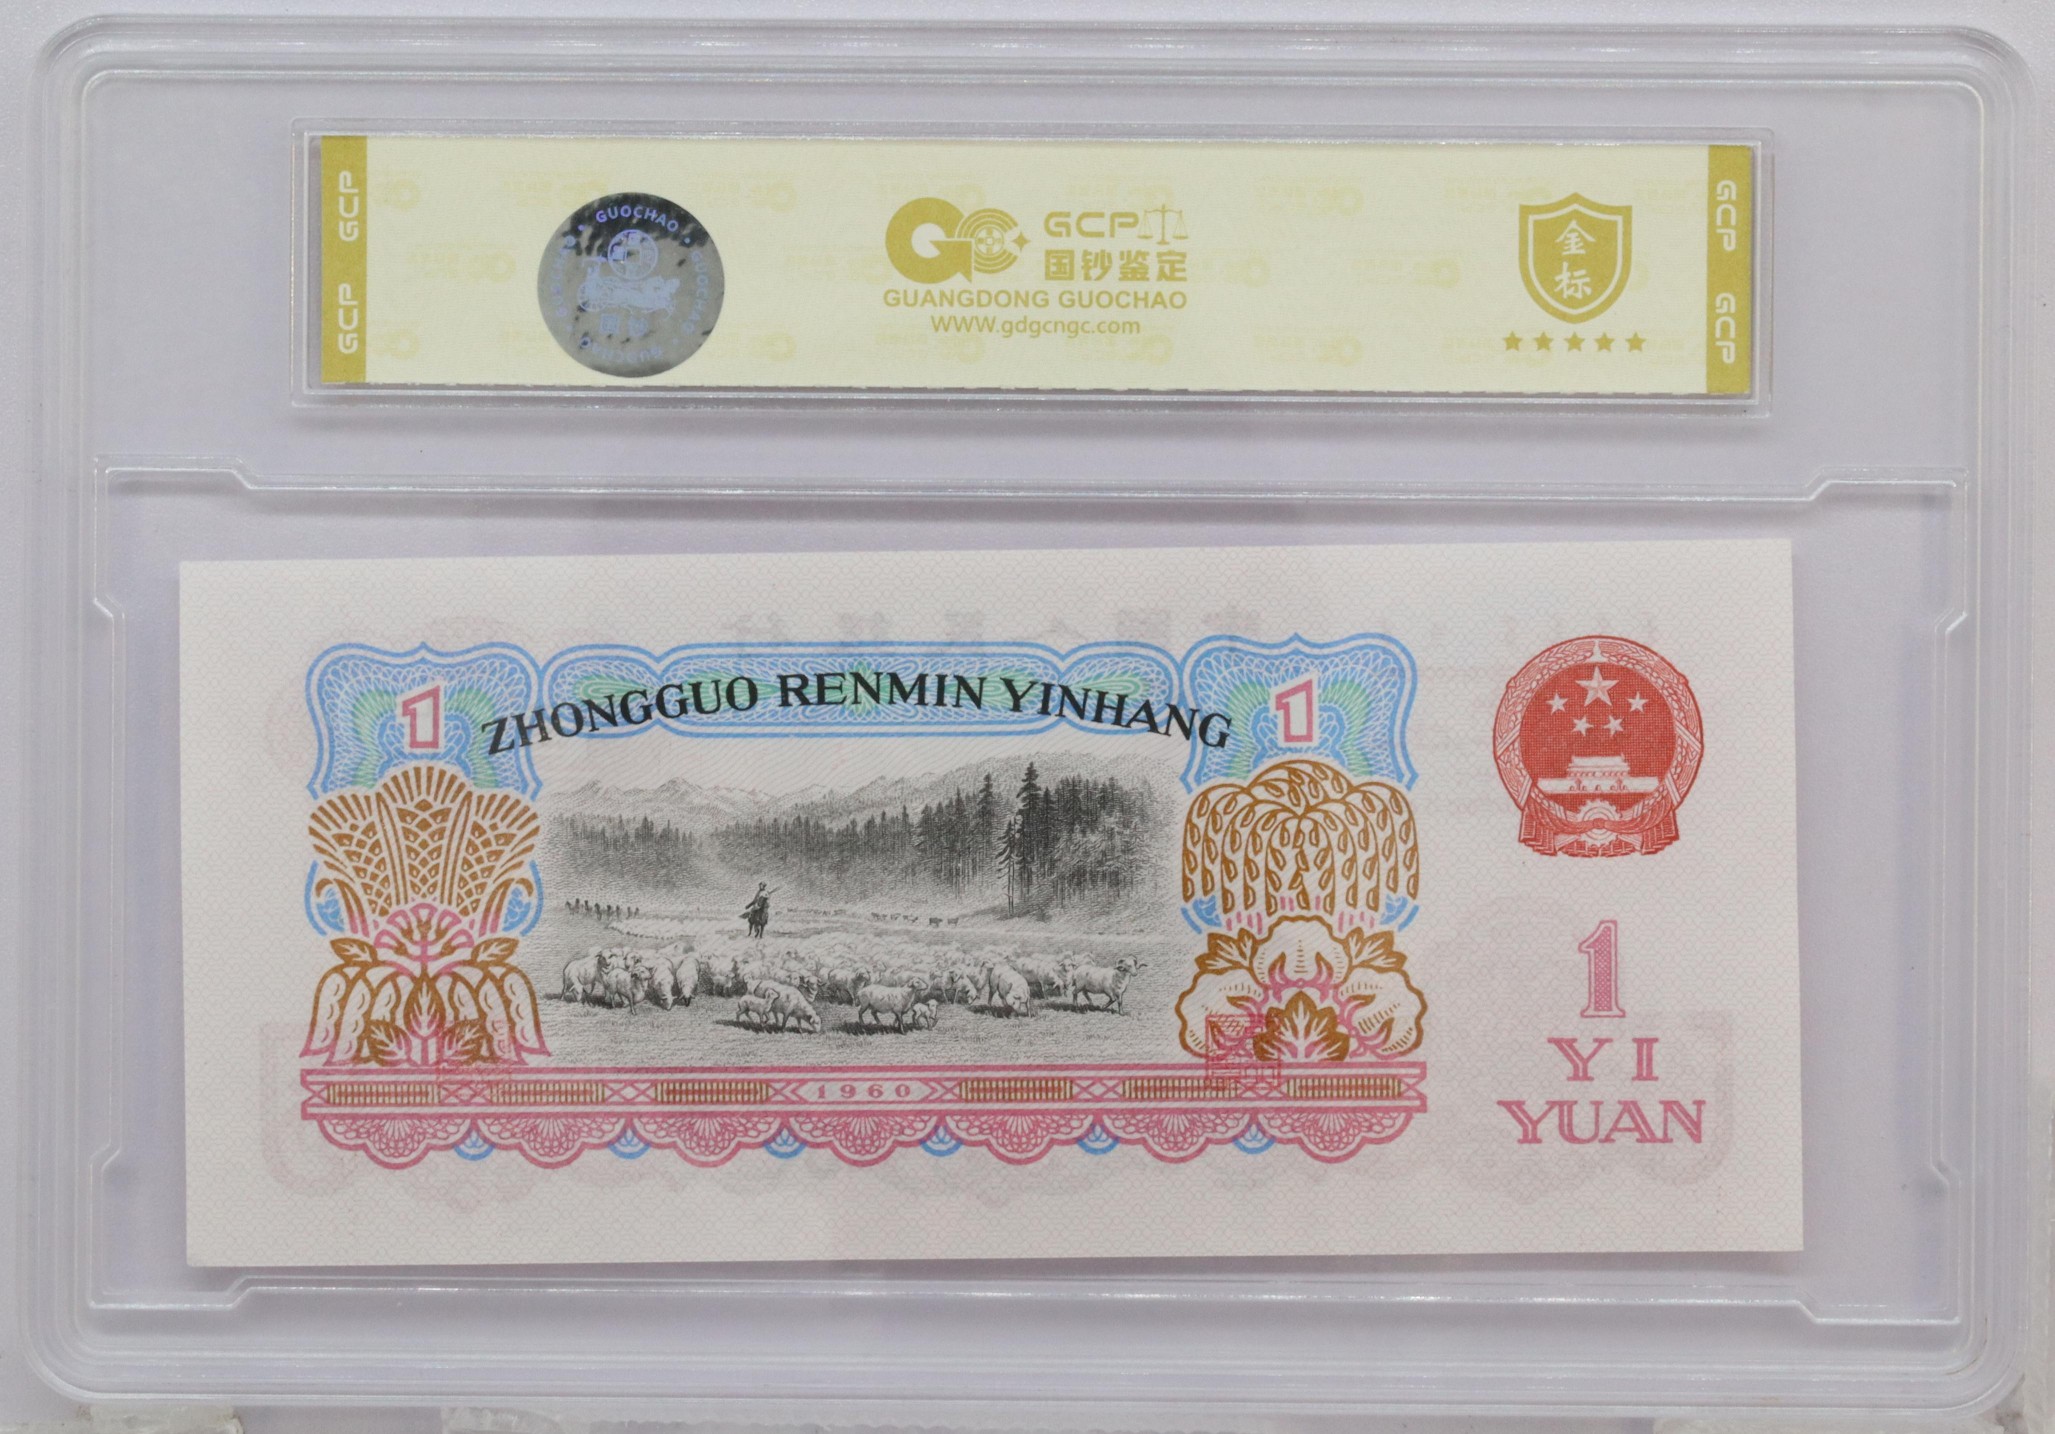 GCP
GCP
GUOCHAO
GUOCHAO
GCP
国钞鉴定
GUANGDONG GUOCHAO
WWW.gdgcngc.com
金标
GCP
GCP
1
ZHONGGUO RENMIN YINHANG
1
1960
1
YI
YUAN